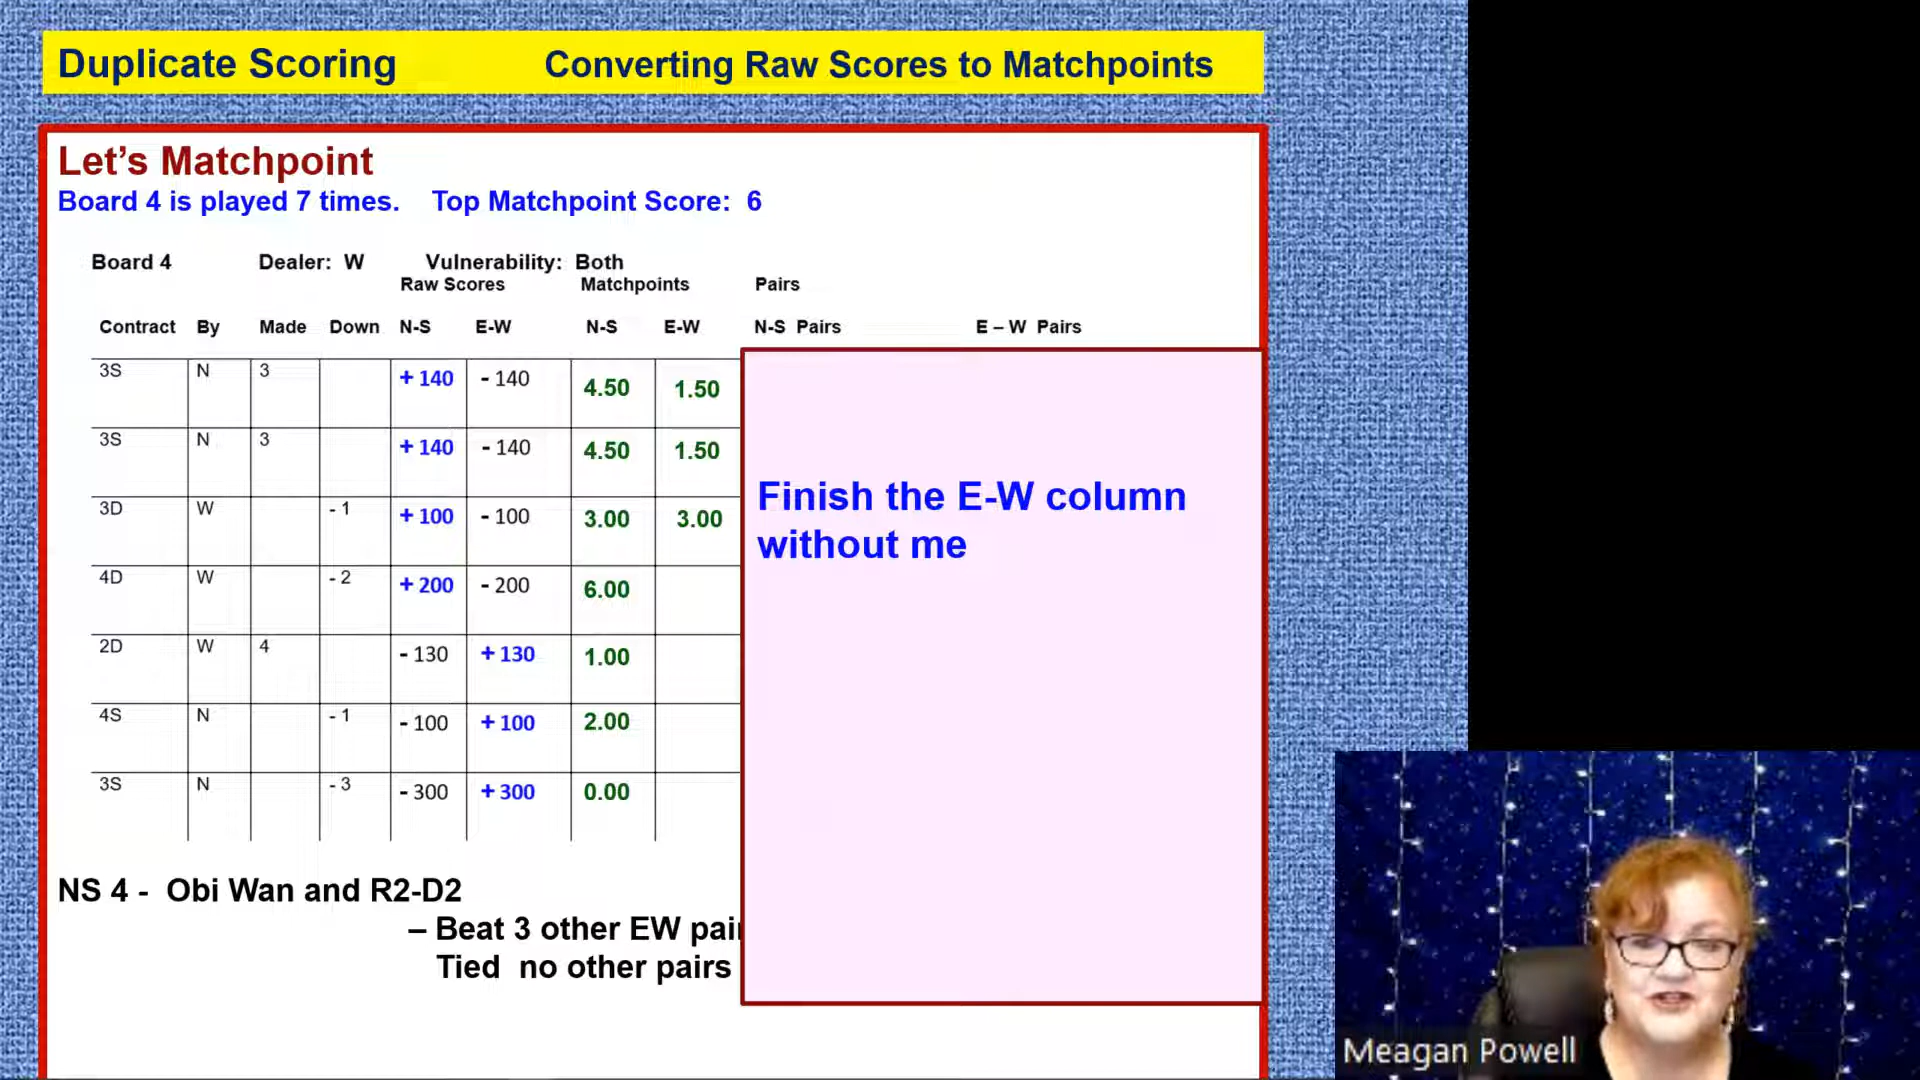 Duplicate Scoring Converting Raw Scores to Matchpoints
Let's Matchpoint
Board 4 is played 7 times. Top Matchpoint Score: 6
Board 4 Dealer: W Vulnerability: Both
Raw Scores Matchpoints Pairs
Contract By Made Down N-S E-W N-S E-W N-S Pairs E – W Pairs
3S N 3 + 140 - 140 4.50 1.50
3S N 3 + 140 - 140 4.50 1.50
3D W - 1 + 100 - 100 3.00 3.00
4D W - 2 + 200 - 200 6.00
2D W 4 - 130 + 130 1.00
4S N - 1 - 100 + 100 2.00
3S N - 3 - 300 + 300 0.00
Finish the E-W column
without me
NS 4 - Obi Wan and R2-D2
– Beat 3 other EW pai
Tied no other pairs
Meagan Powell